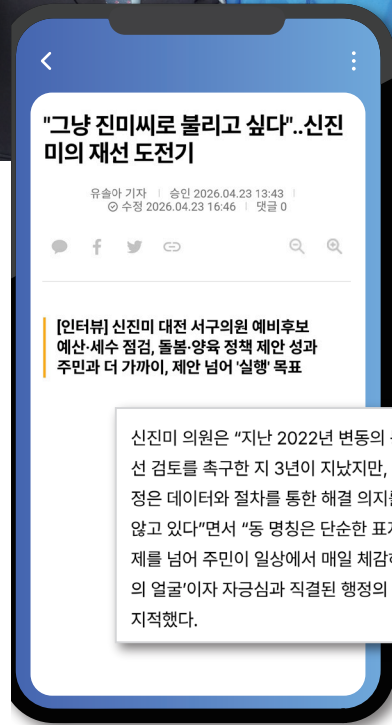 "그냥 진미씨로 불리고 싶다"..신진
미의 재선 도전기
유솔아 기자 | 승인 2026.04.23 13:43 |
수정 2026.04.23 16:46 | 댓글 0
[인터뷰] 신진미 대전 서구의원 예비후보
예산·세수 점검, 돌봄·양육 정책 제안 성과
주민과 더 가까이, 제안 넘어 '실행' 목표
신진미 의원은 “지난 2022년 변동의
선 검토를 촉구한 지 3년이 지났지만,
정은 데이터와 절차를 통한 해결 의지를
않고 있다”면서 “동 명칭은 단순한
제를 넘어 주민이 일상에서 매일
의 얼굴’이자 자긍심과 직결된 행정의
지적했다.